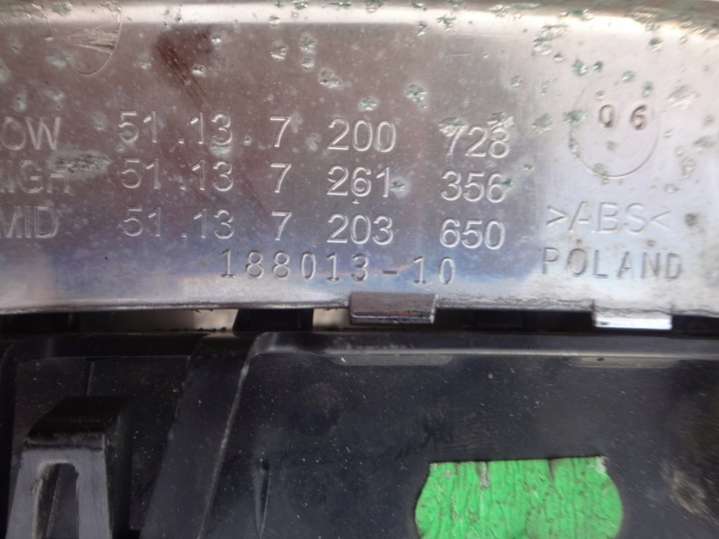 OW 51.13.7 200 728 06
IGH 51.13 7 261 356
MID 51.13 7 203 650 >ABS<
188013-10 POLAND